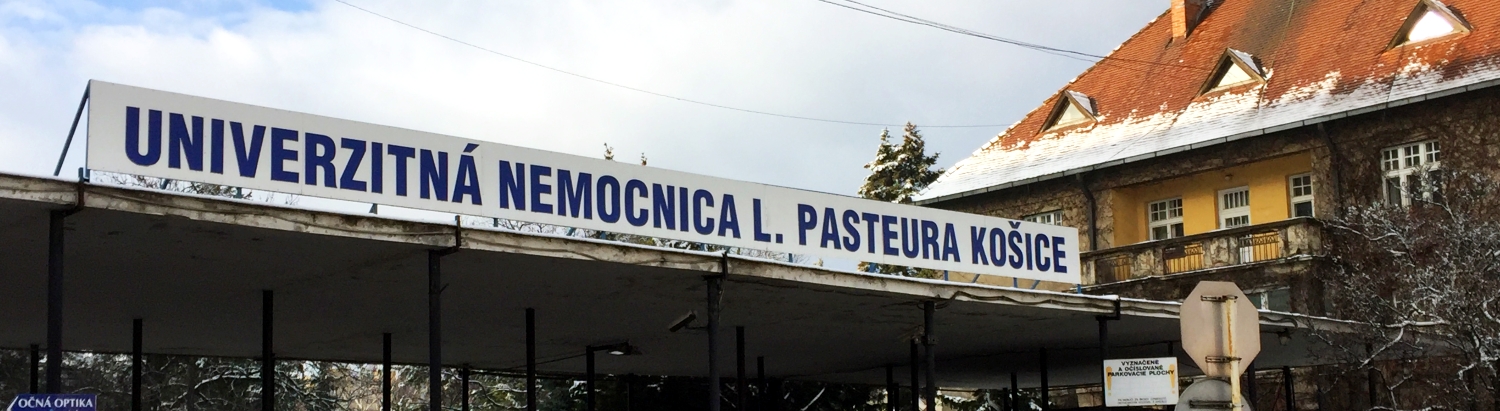 UNIVERZITNÁ NEMOCNICA L. PASTEURA KOŠICE
VYZNAČENÉ
A OČÍSLOVANÉ
PARKOVACIE PLOCHY
OČNÁ OPTIKA